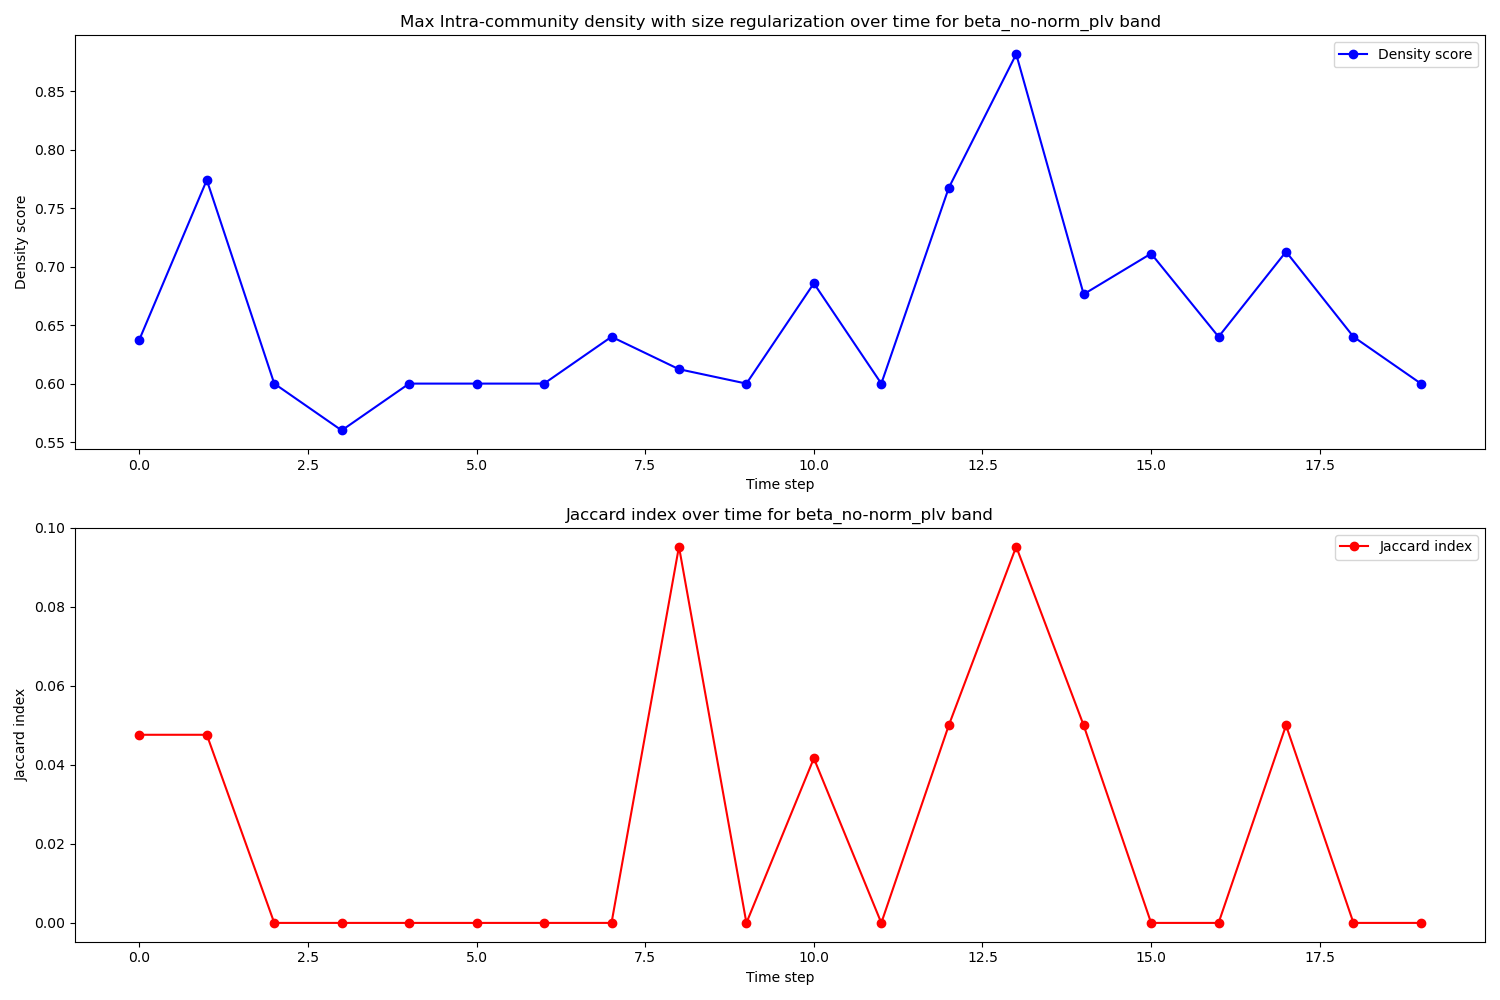 Max Intra-community density with size regularization over time for beta_no-norm_plv band
Density score
0.85
0.80
0.75
0.70
0.65
0.60
0.55
Density score
0.0 2.5 5.0 7.5 10.0 12.5 15.0 17.5
Time step
Jaccard index over time for beta_no-norm_plv band
Jaccard index
0.10
0.08
0.06
0.04
0.02
0.00
Jaccard index
0.0 2.5 5.0 7.5 10.0 12.5 15.0 17.5
Time step